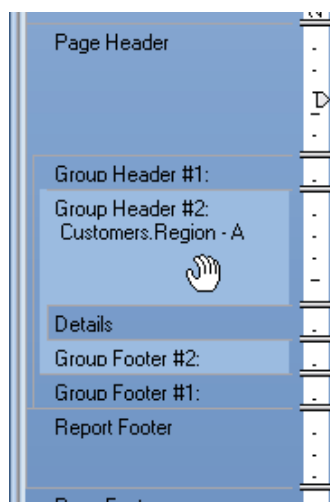 Page Header
Group Header #1:
Group Header #2:
Customers.Region - A
Details
Group Footer #2:
Group Footer #1:
Report Footer